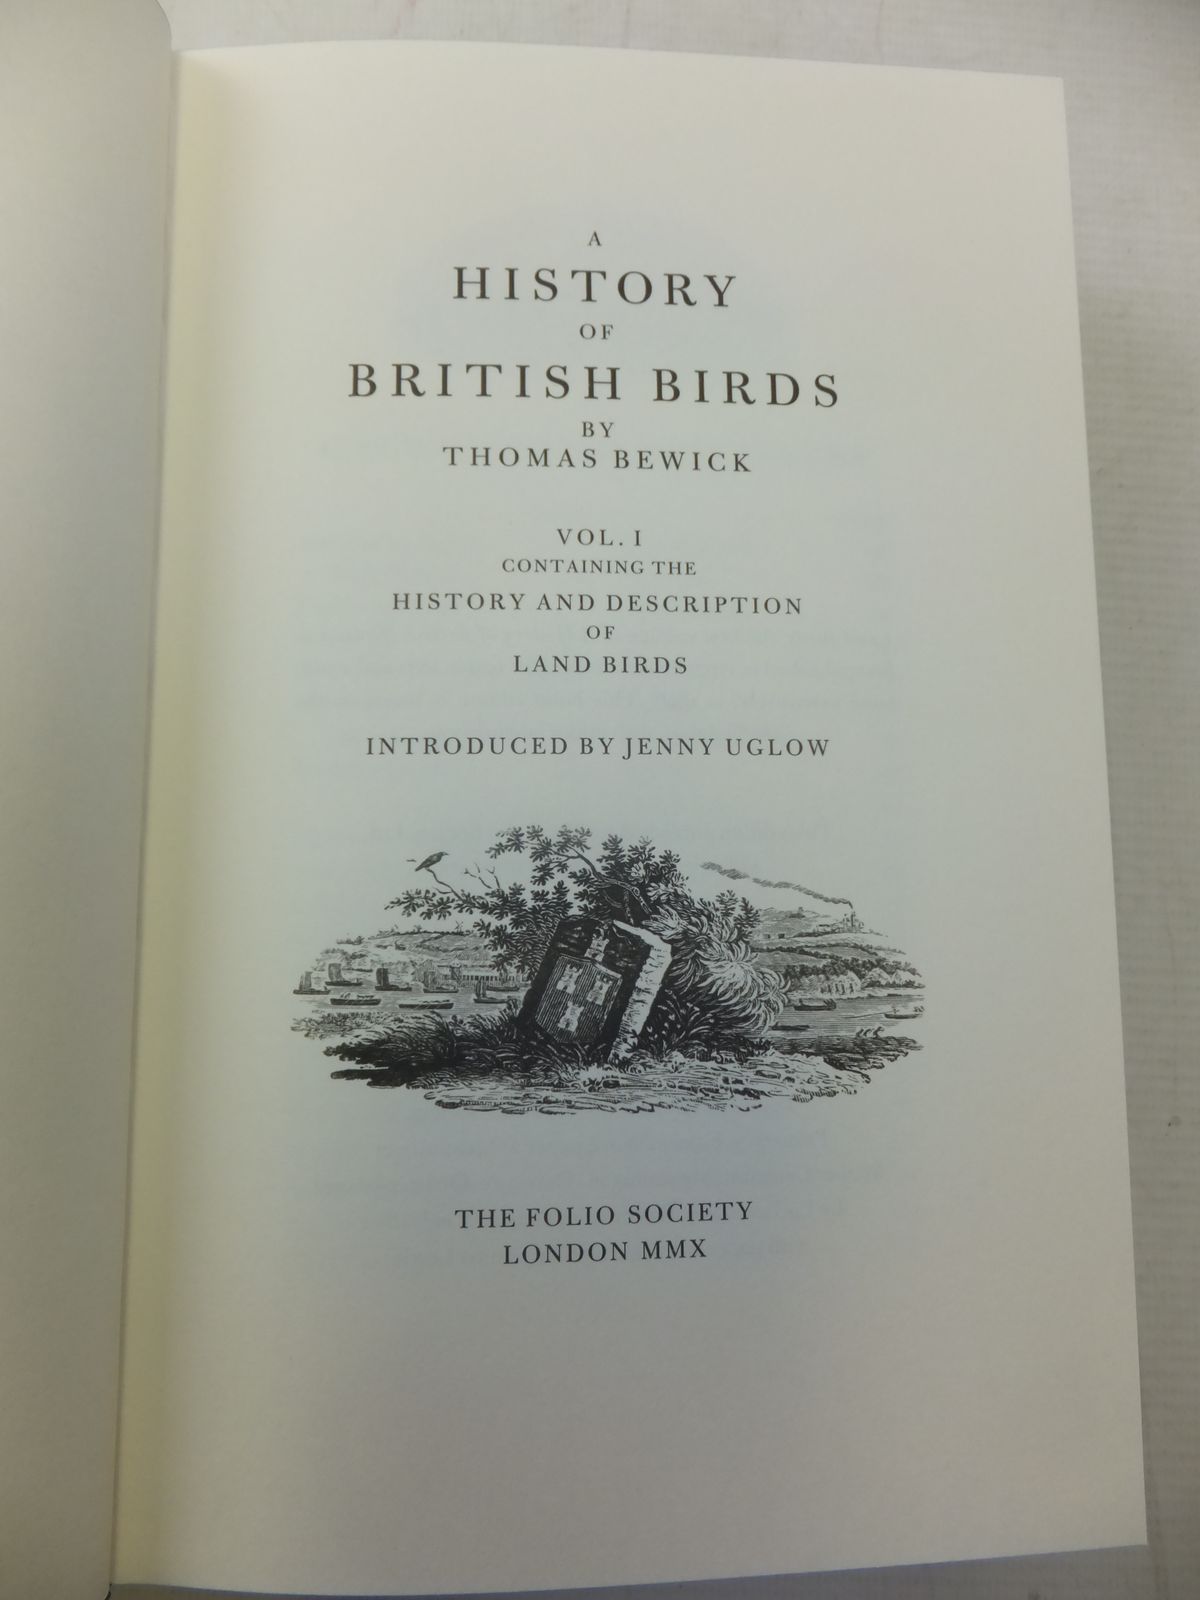 A
HISTORY
OF
BRITISH BIRDS
BY
THOMAS BEWICK
VOL. I
CONTAINING THE
HISTORY AND DESCRIPTION
OF
LAND BIRDS
INTRODUCED BY JENNY UGLOW
THE FOLIO SOCIETY
LONDON MMX